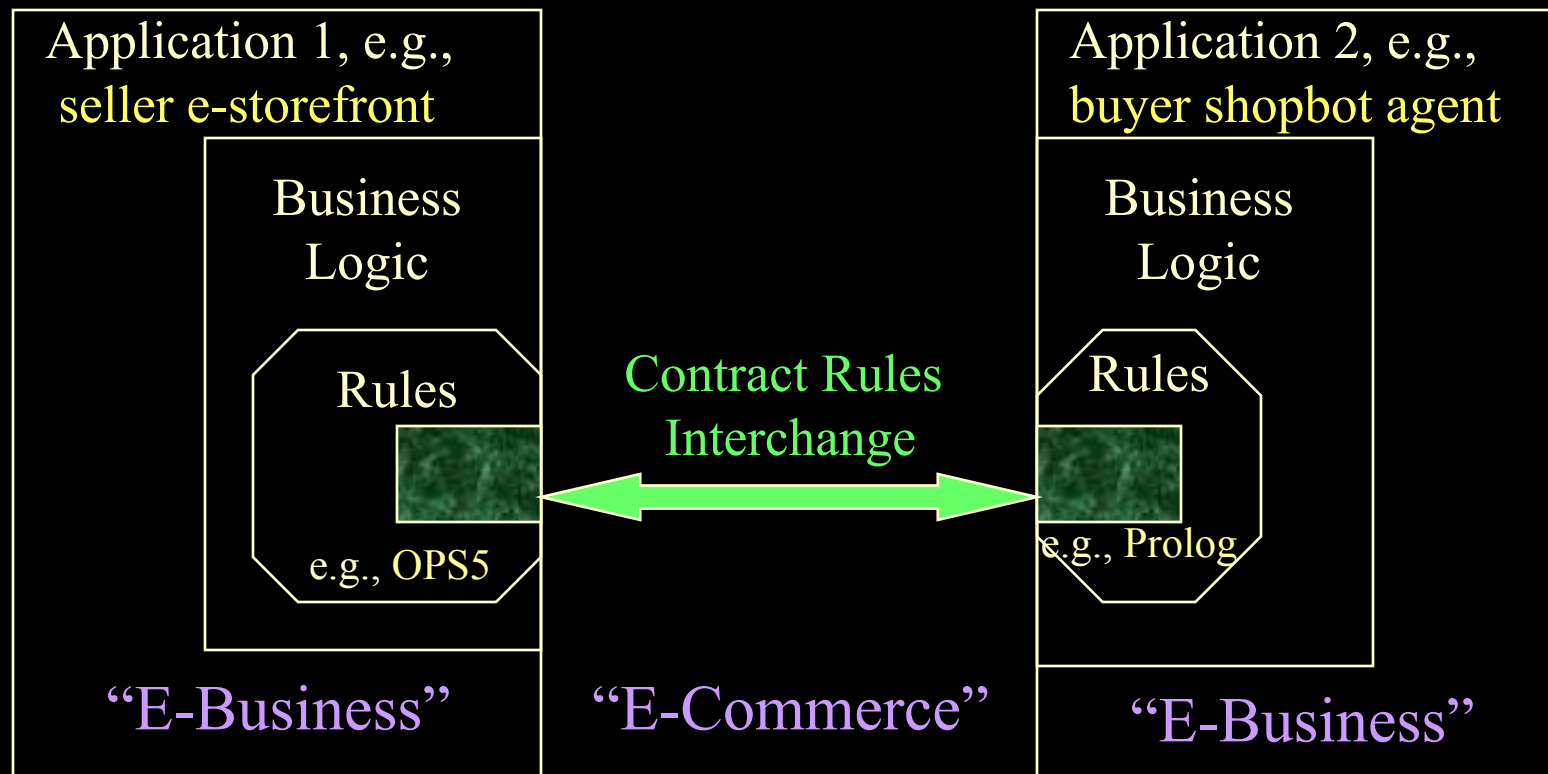 Application 1, e.g.,
seller e-storefront
Business
Logic
Rules
e.g., OPS5
“E-Business”
Contract Rules
Interchange
“E-Commerce”
Application 2, e.g.,
buyer shopbot agent
Business
Logic
Rules
e.g., Prolog
“E-Business”